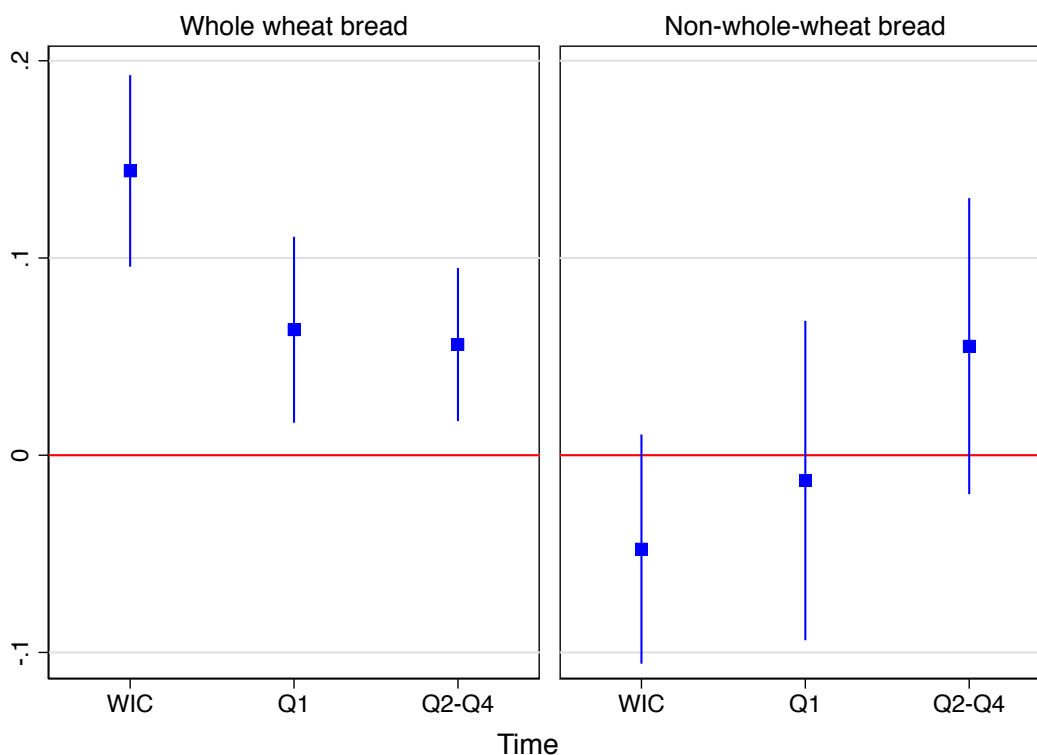 Whole wheat bread
Non-whole-wheat bread
.2
.1
0
-.1
WIC Q1 Q2-Q4
WIC Q1 Q2-Q4
Time